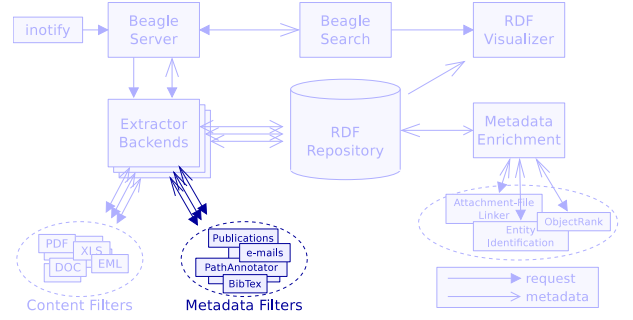 inotify
Beagle
Server
Beagle
Search
RDF
Visualizer
Extractor
Backends
RDF
Repository
Metadata
Enrichment
Attachment-File
Linker
ObjectRank
Entity
Identification
PDF
XLS
DOC
EML
Content Filters
Publications
e-mails
PathAnnotator
BibTex
Metadata Filters
request
metadata